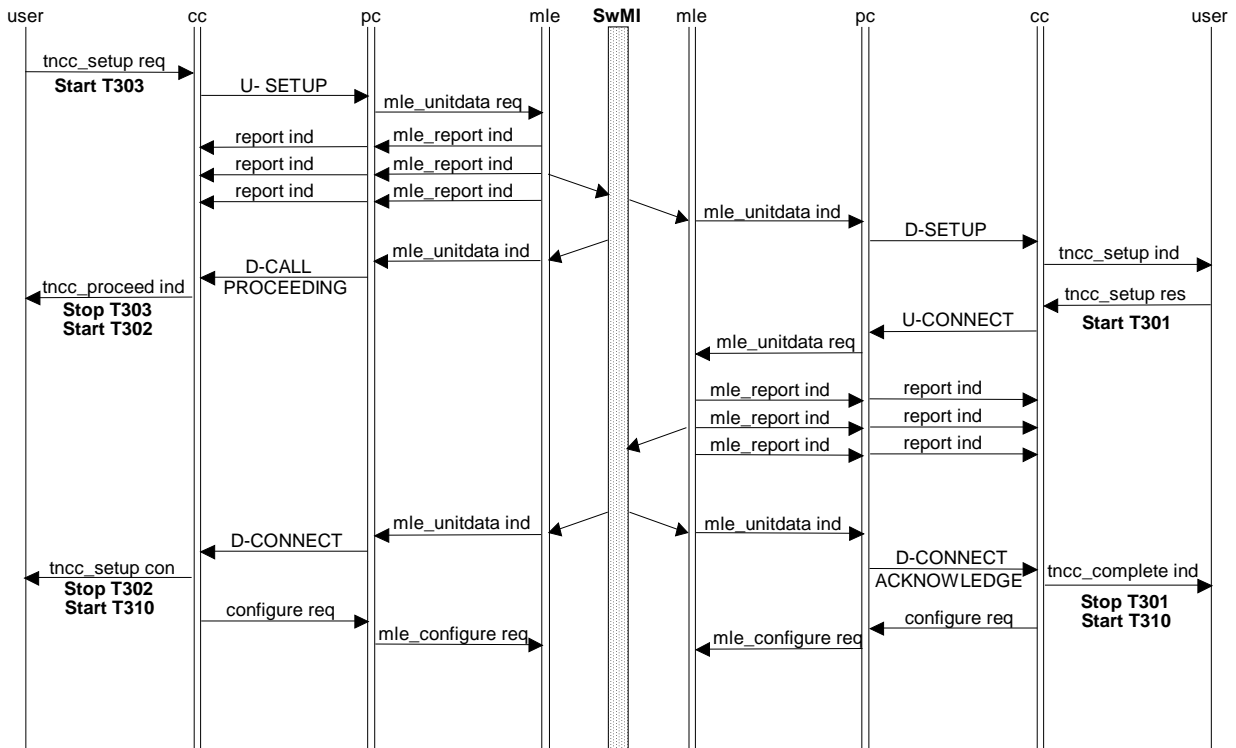 user cc pc mle SwMI mle pc cc user
tncc_setup req
Start T303
U- SETUP
mle_unitdata req
report ind mle_report ind
report ind mle_report ind
report ind mle_report ind
mle_unitdata ind
D-SETUP
tncc_setup ind
mle_unitdata ind
D-CALL
PROCEEDING
tncc_proceed ind
Stop T303
Start T302
tncc_setup res
Start T301
U-CONNECT
mle_unitdata req
mle_report ind report ind
mle_report ind report ind
mle_report ind report ind
mle_unitdata ind mle_unitdata ind
D-CONNECT
tncc_setup con
Stop T302
Start T310
D-CONNECT
ACKNOWLEDGE
tncc_complete ind
Stop T301
Start T310
configure req configure req
mle_configure req mle_configure req